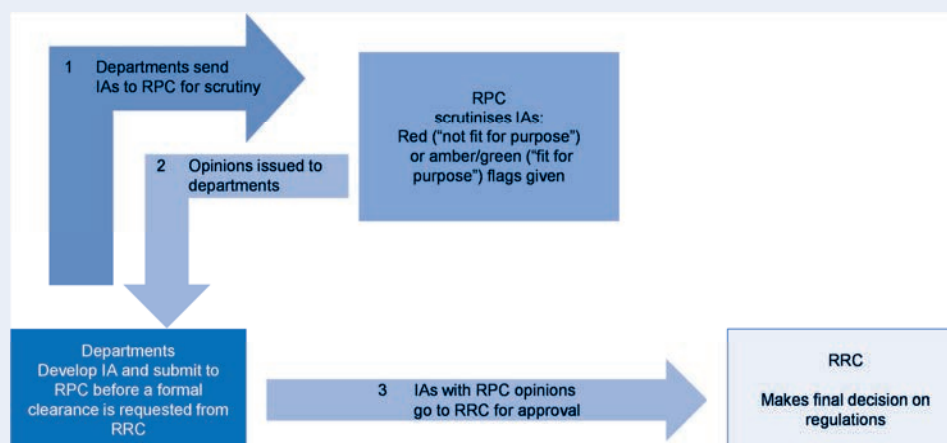 1 Departments send
IAs to RPC for scrutiny
RPC
scrutinises IAs:
Red (“not fit for purpose”)
or amber/green (“fit for
purpose”) flags given
2 Opinions issued to
departments
Departments
Develop IA and submit to
RPC before a formal
clearance is requested from
RRC
3 IAs with RPC opinions
go to RRC for approval
RRC
Makes final decision on
regulations